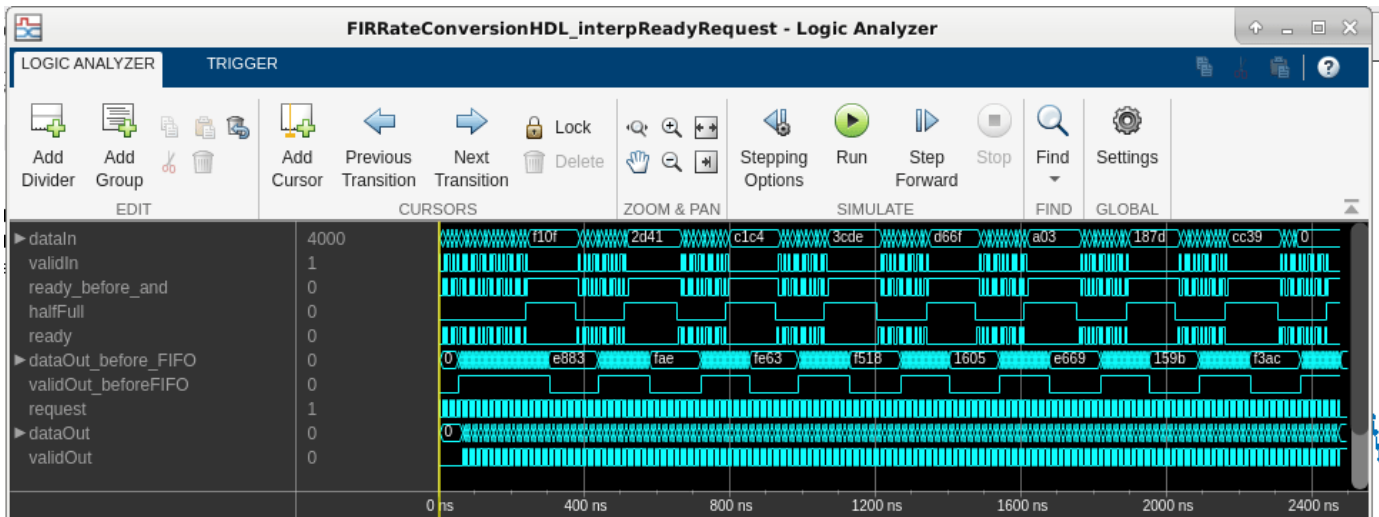 FIRRateConversionHDL_interpReadyRequest - Logic Analyzer
LOGIC ANALYZER TRIGGER
Lock
Delete
Add Divider
Add Group
Add Cursor
Previous Transition
Next Transition
Stepping Options
Run
Step Forward
Stop
Find
Settings
EDIT CURSORS ZOOM & PAN SIMULATE FIND GLOBAL
dataIn 4000 f10f 2d41 c1c4 3cde d66f a03 187d cc39 0
validIn 1
ready_before_and 0
halfFull 0
ready 0
dataOut_before_FIFO 0 0 e883 fae fe63 f518 1605 e669 159b f3ac
validOut_beforeFIFO 0
request 1
dataOut 0 0
validOut 0
0 ns 400 ns 800 ns 1200 ns 1600 ns 2000 ns 2400 ns